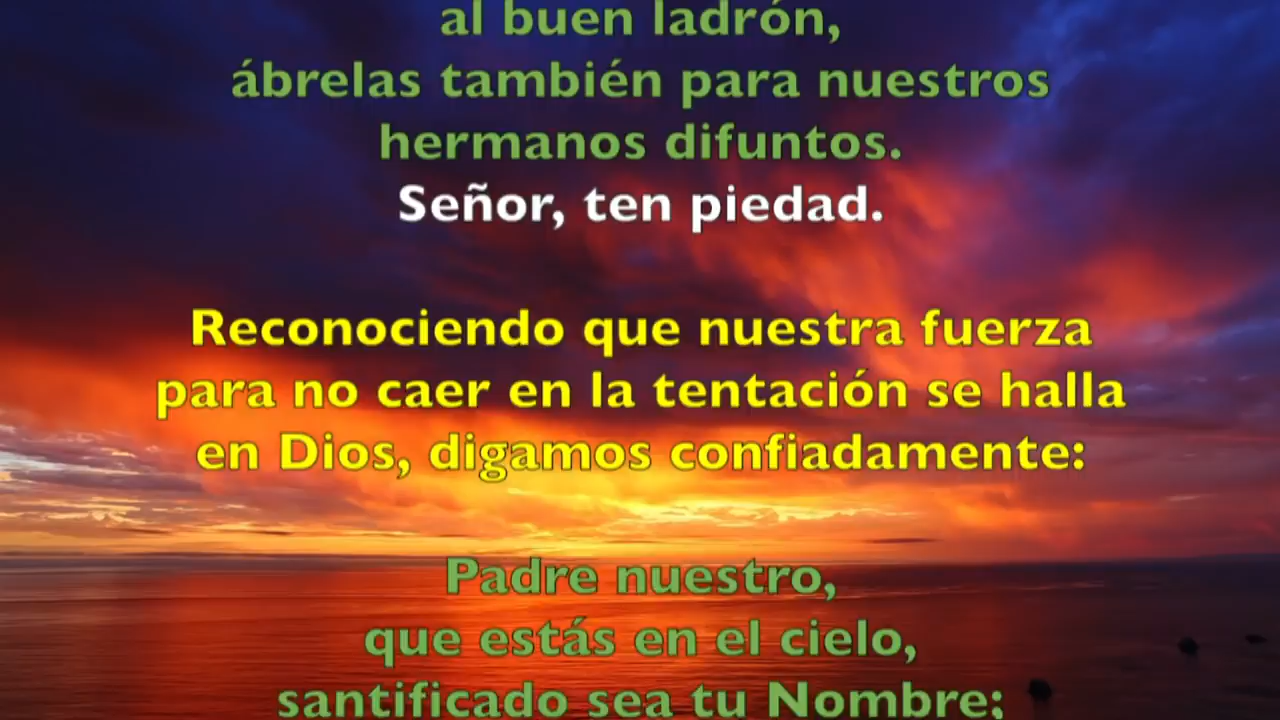 al buen ladrón,
ábrelas también para nuestros
hermanos difuntos.
Señor, ten piedad.
Reconociendo que nuestra fuerza
para no caer en la tentación se halla
en Dios, digamos confiadamente:
Padre nuestro,
que estás en el cielo,
santificado sea tu Nombre;